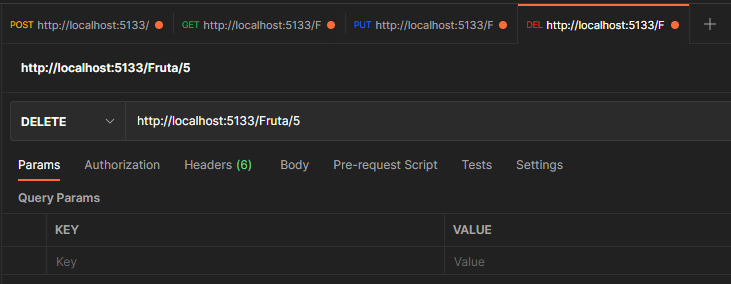 POST http://localhost:5133/ GET http://localhost:5133/F PUT http://localhost:5133/F DEL http://localhost:5133/F
http://localhost:5133/Fruta/5
DELETE http://localhost:5133/Fruta/5
Params Authorization Headers (6) Body Pre-request Script Tests Settings
Query Params
KEY VALUE
Key Value